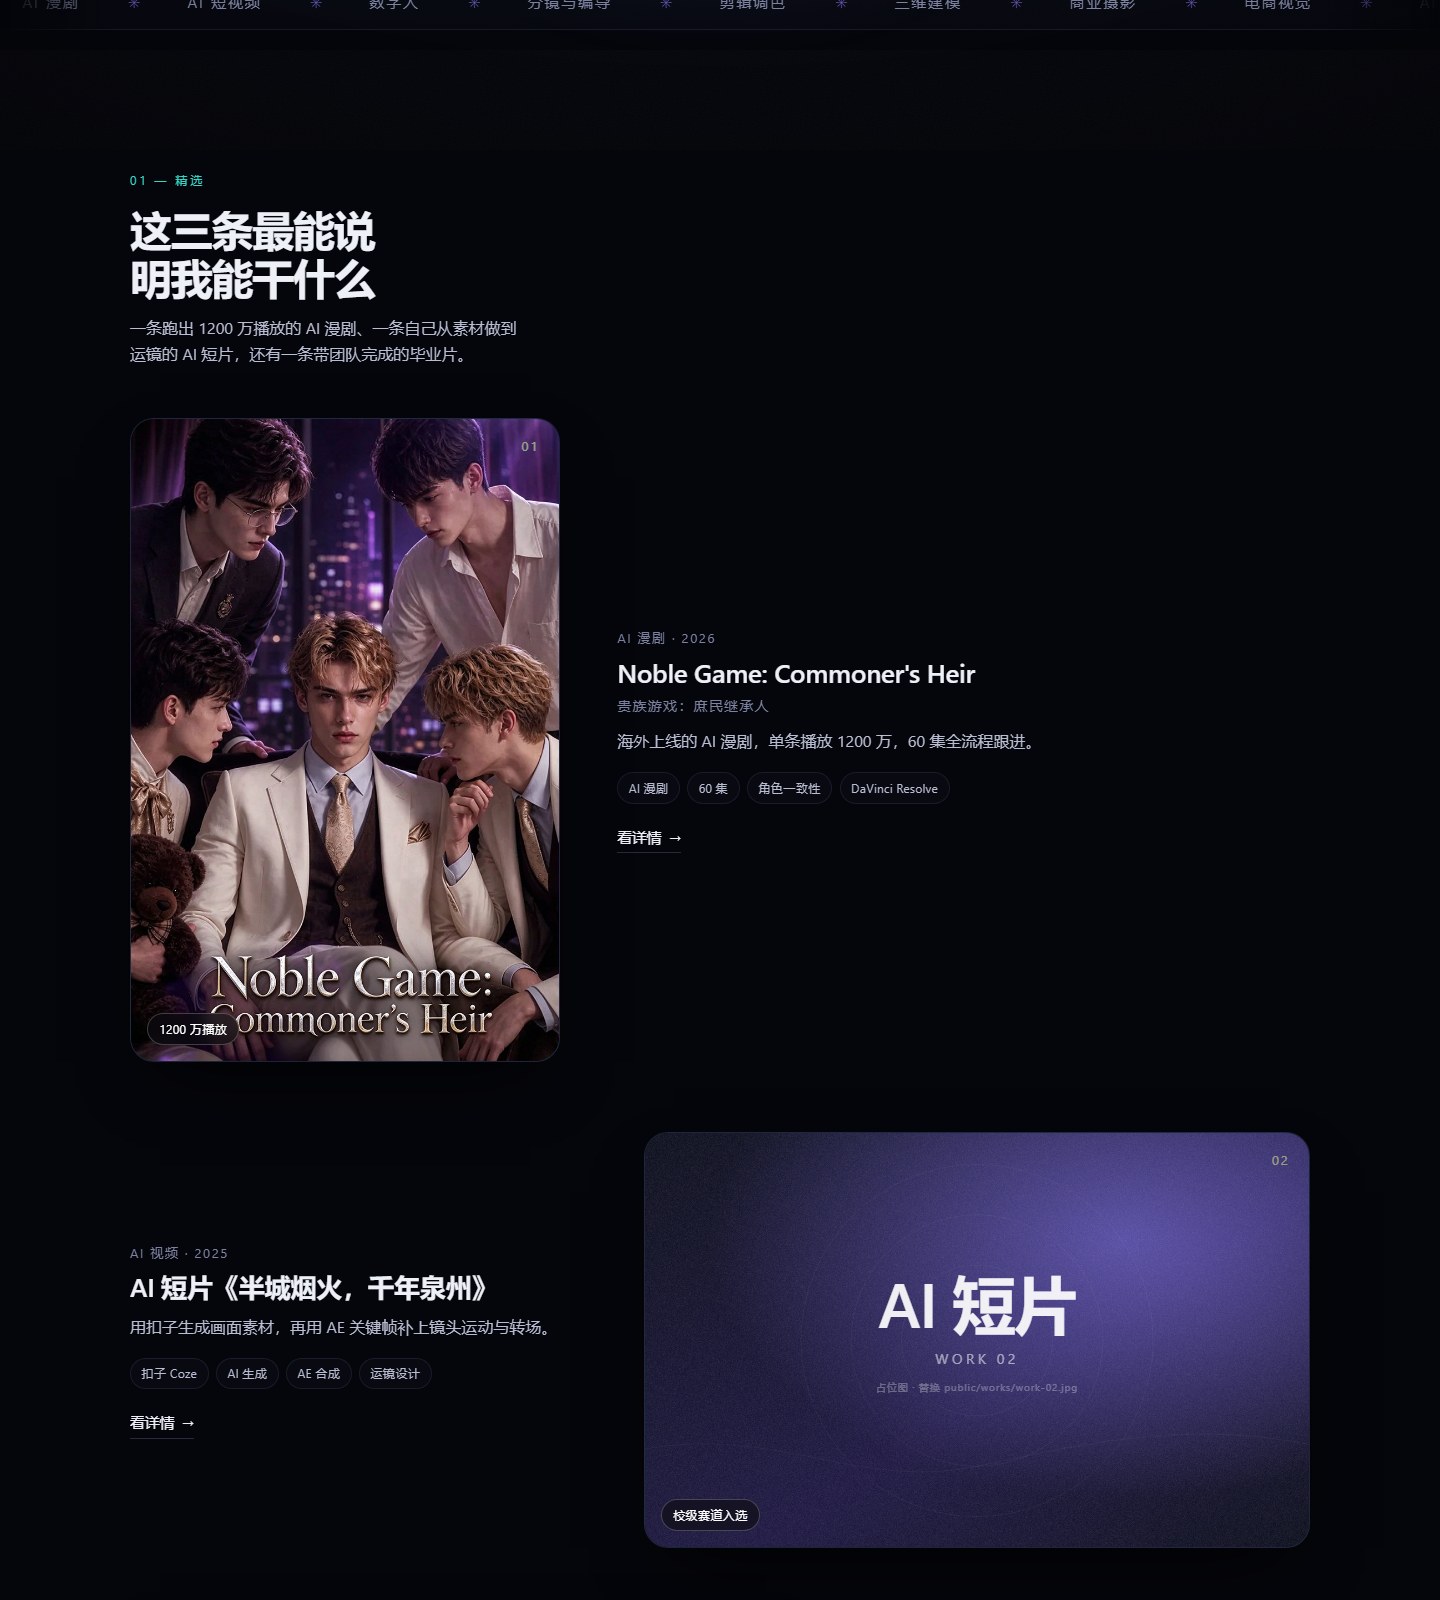 AI 漫剧 ✳ AI 短视频 ✳ 数字人 ✳ 分镜与编导 ✳ 剪辑调色 ✳ 三维建模 ✳ 商业摄影 ✳ 电商视觉 ✳
01 — 精选
这三条最能说
明我能干什么
一条跑出 1200 万播放的 AI 漫剧、一条自己从素材做到
运镜的 AI 短片，还有一条带团队完成的毕业片。
01
Noble Game:
Commoner's Heir
1200 万播放
AI 漫剧 · 2026
Noble Game: Commoner's Heir
贵族游戏：庶民继承人
海外上线的 AI 漫剧，单条播放 1200 万，60 集全流程跟进。
AI 漫剧 60 集 角色一致性 DaVinci Resolve
看详情 →
AI 视频 · 2025
AI 短片《半城烟火，千年泉州》
用扣子生成画面素材，再用 AE 关键帧补上镜头运动与转场。
扣子 Coze AI 生成 AE 合成 运镜设计
看详情 →
02
AI 短片
WORK 02
占位图 · 替换 public/works/work-02.jpg
校级赛道入选